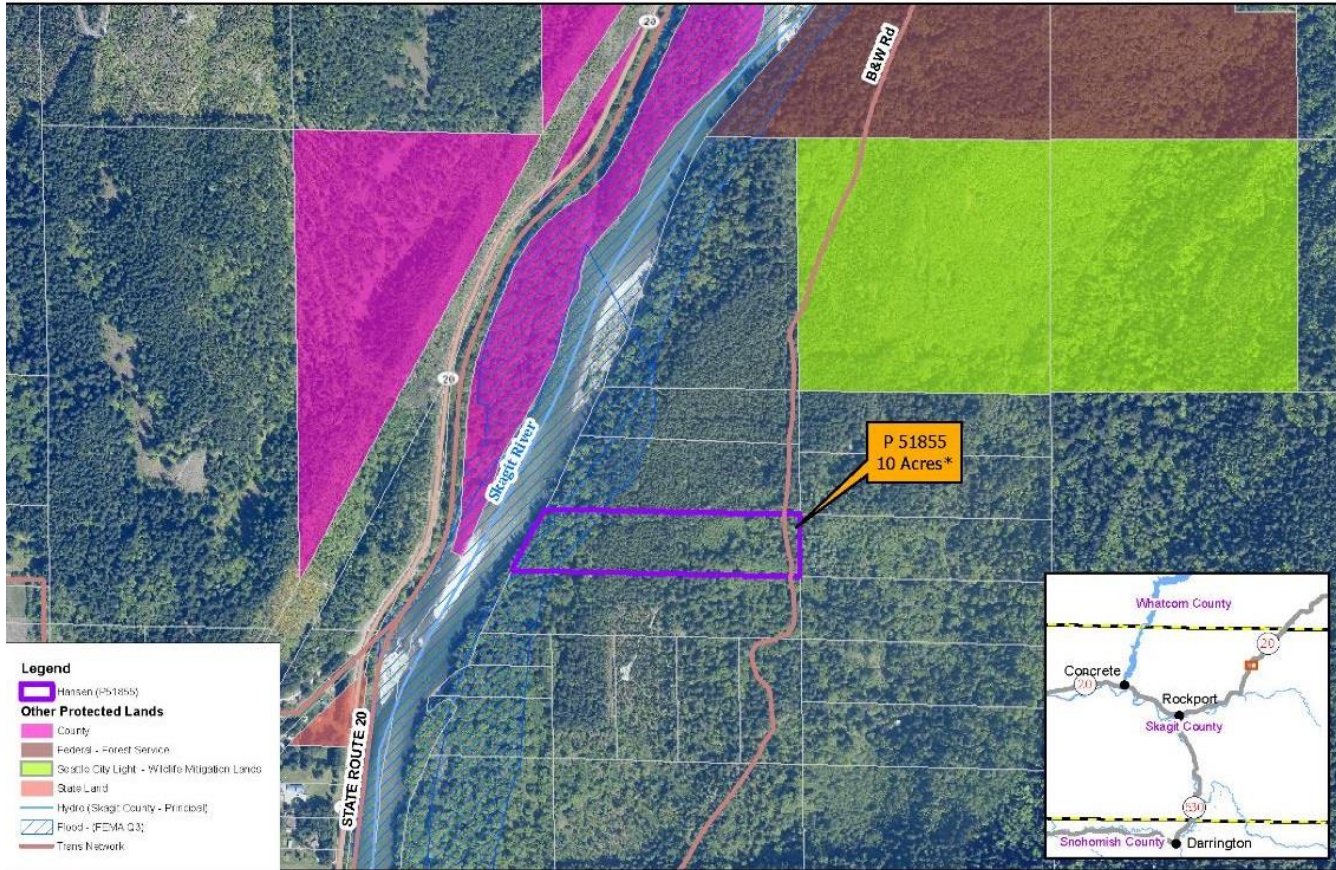 20
B&W Rd
20
Skagit River
P 51855
10 Acres*
STATE ROUTE 20
Legend
Hansen (P51855)
Other Protected Lands
County
Federal - Forest Service
Seattle City Light - Wildlife Mitigation Lands
State Land
Hydro (Skagit County - Principal)
Flood - (FEMA Q3)
Trans Network
Whatcom County
20
Concrete
20
Rockport
Skagit County
530
Snohomish County
Darrington